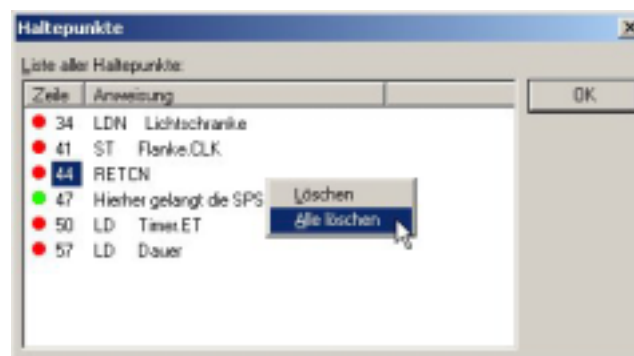 Haltepunkte
Liste aller Haltepunkte:
Zeile Anweisung
OK
34 LDN Lichtschranke
41 ST Flanke.CLK
44 RETCN
47 Hierher gelangt die SPS
50 LD Timer.ET
57 LD Dauer
Löschen
Alle löschen